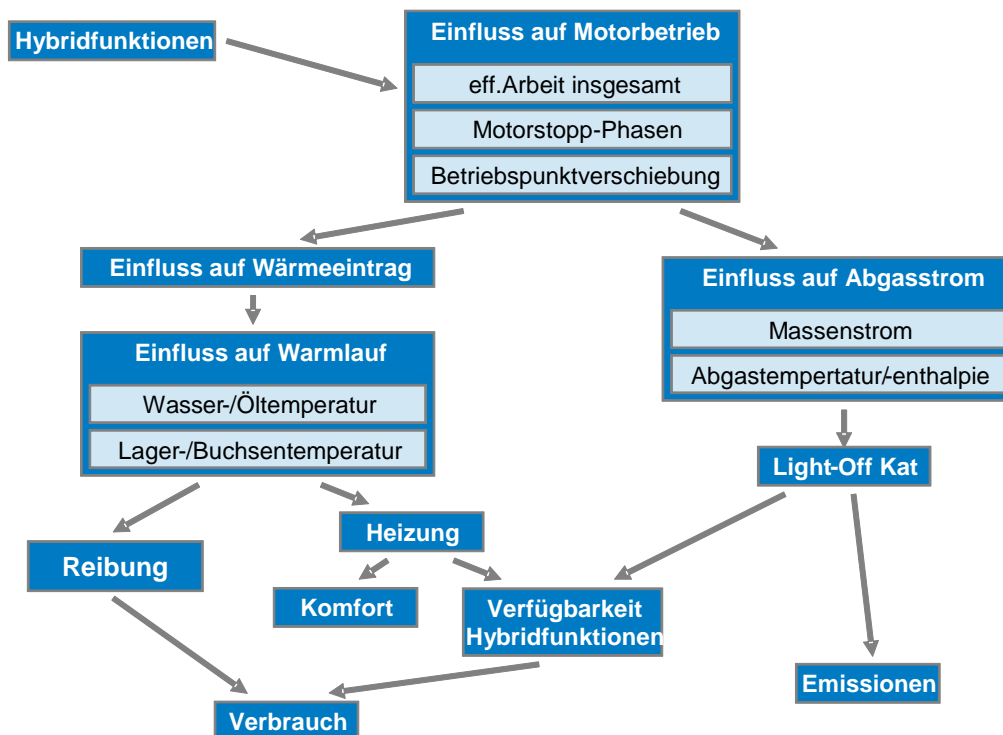 Hybridfunktionen
Einfluss auf Motorbetrieb
eff.Arbeit insgesamt
Motorstopp-Phasen
Betriebspunktverschiebung
Einfluss auf Wärmeeintrag
Einfluss auf Abgasstrom
Massenstrom
Abgastempertatur/-enthalpie
Einfluss auf Warmlauf
Wasser-/Öltemperatur
Lager-/Buchsentemperatur
Light-Off Kat
Heizung
Reibung
Komfort
Verfügbarkeit
Hybridfunktionen
Emissionen
Verbrauch